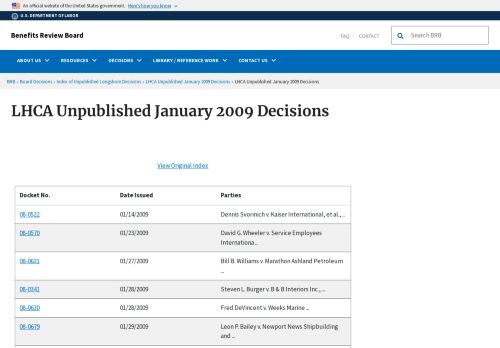 An official website of the United States government. Here's how you know
U.S. DEPARTMENT OF LABOR
Benefits Review Board
FAQ CONTACT
Search BRB
ABOUT US RESOURCES DECISIONS LIBRARY / REFERENCE WORK CONTACT US
BRB › Board Decisions › Index of Unpublished Longshore Decisions › LHCA Unpublished January 2009 Decisions › LHCA Unpublished January 2009 Decisions
LHCA Unpublished January 2009 Decisions
View Original Index
Docket No. Date Issued Parties
08-0522 01/14/2009 Dennis Svorinich v. Kaiser International, et al., ...
08-0570 01/23/2009 David G. Wheeler v. Service Employees
Internationa ...
08-0631 01/27/2009 Bill B. Williams v. Marathon Ashland Petroleum
...
08-0341 01/28/2009 Steven L. Burger v. B & B Interiors Inc., ...
08-0630 01/28/2009 Fred DeVincent v. Weeks Marine ...
08-0679 01/29/2009 Leon P. Bailey v. Newport News Shipbuilding
and ...